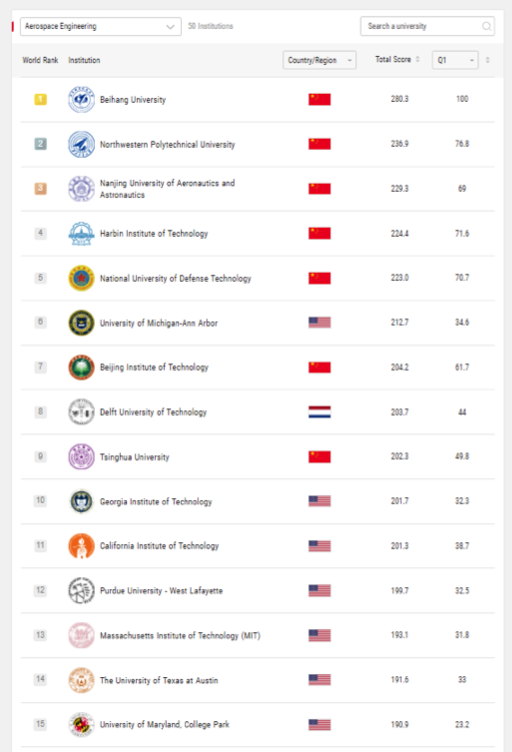 Aerospace Engineering
50 Institutions
Search a university
World Rank Institution Country/Region Total Score Q1
1 Beihang University 280.3 100
2 Northwestern Polytechnical University 236.9 76.8
3 Nanjing University of Aeronautics and
Astronautics 229.3 69
4 Harbin Institute of Technology 224.4 71.6
5 National University of Defense Technology 223.0 70.7
6 University of Michigan-Ann Arbor 212.7 34.6
7 Beijing Institute of Technology 204.2 61.7
8 Delft University of Technology 203.7 44
9 Tsinghua University 202.3 49.8
10 Georgia Institute of Technology 201.7 32.3
11 California Institute of Technology 201.3 38.7
12 Purdue University - West Lafayette 199.7 32.5
13 Massachusetts Institute of Technology (MIT) 193.1 31.8
14 The University of Texas at Austin 191.6 33
15 University of Maryland, College Park 190.9 23.2